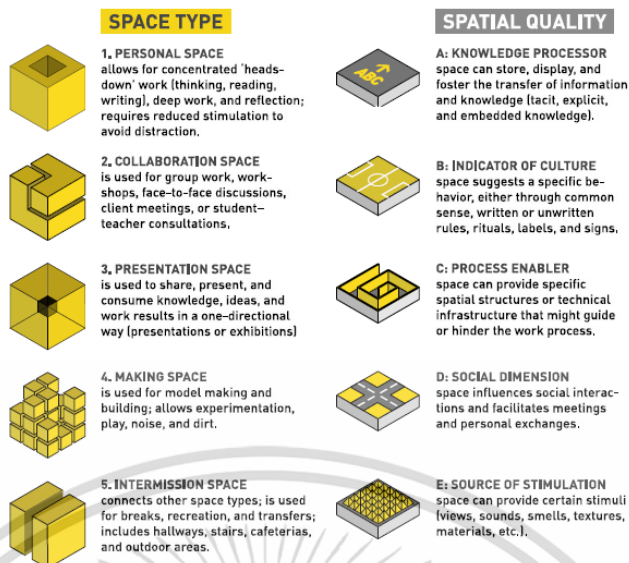 SPACE TYPE
1. PERSONAL SPACE
allows for concentrated 'heads-
down' work (thinking, reading,
writing), deep work, and reflection;
requires reduced stimulation to
avoid distraction.
2. COLLABORATION SPACE
is used for group work, work-
shops, face-to-face discussions,
client meetings, or student–
teacher consultations.
3. PRESENTATION SPACE
is used to share, present, and
consume knowledge, ideas, and
work results in a one–directional
way (presentations or exhibitions)
4. MAKING SPACE
is used for model making and
building; allows experimentation,
play, noise, and dirt.
5. INTERMISSION SPACE
connects other space types; is used
for breaks, recreation, and transfers;
includes hallways, stairs, cafeterias,
and outdoor areas.
SPATIAL QUALITY
ABC
A: KNOWLEDGE PROCESSOR
space can store, display, and
foster the transfer of information
and knowledge (tacit, explicit,
and embedded knowledge).
B: INDICATOR OF CULTURE
space suggests a specific be-
havior, either through common
sense, written or unwritten
rules, rituals, labels, and signs.
C: PROCESS ENABLER
space can provide specific
spatial structures or technical
infrastructure that might guide
or hinder the work process.
D: SOCIAL DIMENSION
space influences social interac-
tions and facilitates meetings
and personal exchanges.
E: SOURCE OF STIMULATION
space can provide certain stimuli
(views, sounds, smells, textures,
materials, etc.).